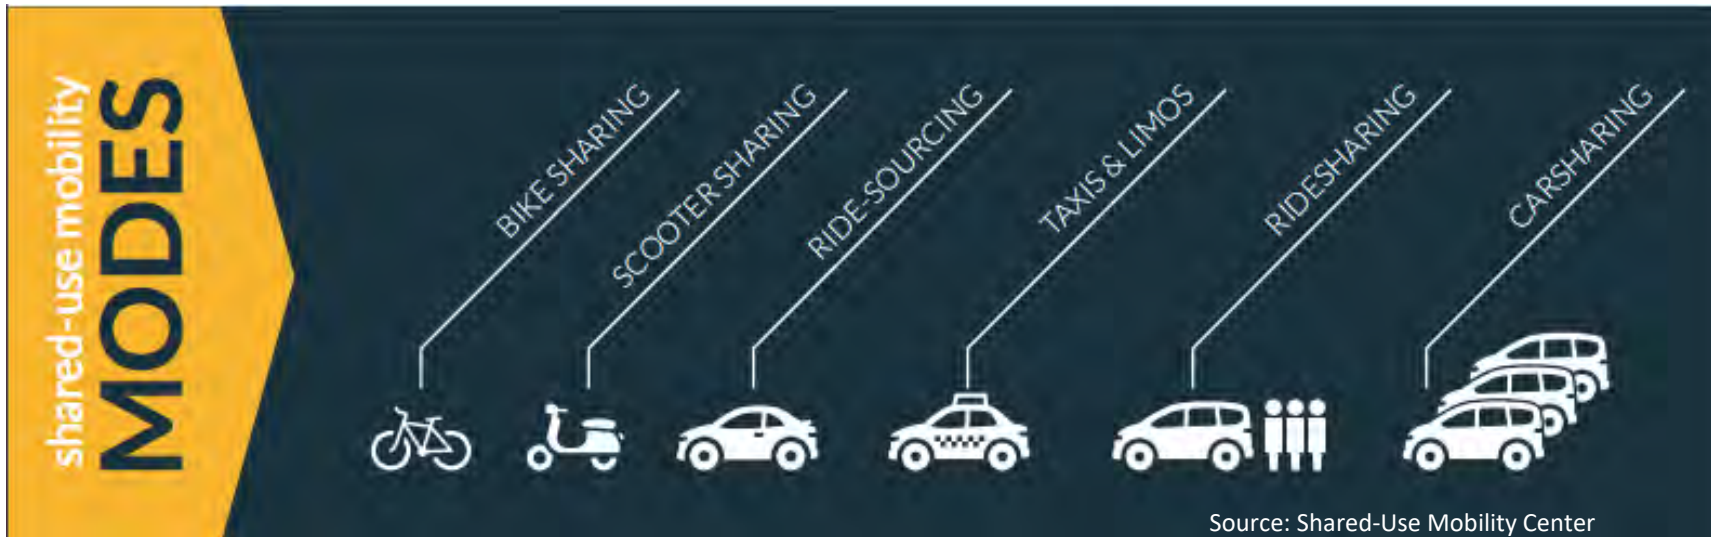 shared-use mobility
MODES
BIKE SHARING
SCOOTER SHARING
RIDE-SOURCING
TAXIS & LIMOS
RIDESHARING
CARSHARING
Source: Shared-Use Mobility Center